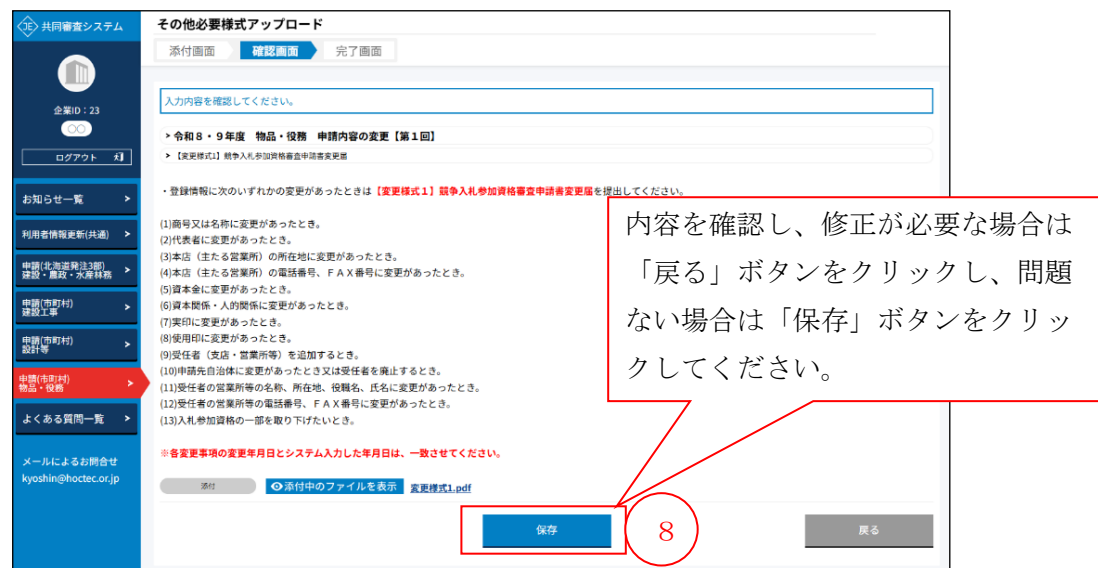 JE 共同審査システム
企業ID：23
○○
ログアウト
お知らせ一覧 >
利用者情報更新(共通) >
申請(北海道発注3部)
建設・農政・水産林務 >
申請(市町村)
建設工事 >
申請(市町村)
設計等 >
申請(市町村)
物品・役務 >
よくある質問一覧 >
メールによるお問合せ
kyoshin@hoctec.or.jp
その他必要様式アップロード
添付画面 確認画面 完了画面
入力内容を確認してください。
> 令和８・９年度　物品・役務　申請内容の変更【第１回】
> 【変更様式1】競争入札参加資格審査申請書変更届
・登録情報に次のいずれかの変更があったときは【変更様式１】競争入札参加資格審査申請書変更届を提出してください。
(1)商号又は名称に変更があったとき。
(2)代表者に変更があったとき。
(3)本店（主たる営業所）の所在地に変更があったとき。
(4)本店（主たる営業所）の電話番号、ＦＡＸ番号に変更があったとき。
(5)資本金に変更があったとき。
(6)資本関係・人的関係に変更があったとき。
(7)実印に変更があったとき。
(8)使用印に変更があったとき。
(9)受任者（支店・営業所等）を追加するとき。
(10)申請先自治体に変更があったとき又は受任者を廃止するとき。
(11)受任者の営業所等の名称、所在地、役職名、氏名に変更があったとき。
(12)受任者の営業所等の電話番号、ＦＡＸ番号に変更があったとき。
(13)入札参加資格の一部を取り下げたいとき。
※各変更事項の変更年月日とシステム入力した年月日は、一致させてください。
添付 添付中のファイルを表示 変更様式1.pdf
保存 戻る
内容を確認し、修正が必要な場合は
「戻る」ボタンをクリックし、問題
ない場合は「保存」ボタンをクリッ
クしてください。
８